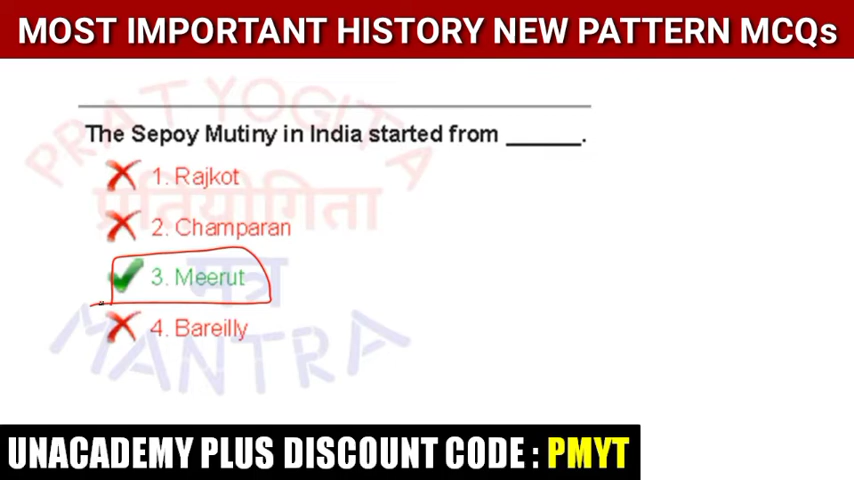 MOST IMPORTANT HISTORY NEW PATTERN MCQs
PRATIYOGITA
The Sepoy Mutiny in India started from ______.
1. Rajkot
प्रतियोगिता
2. Champaran
3. Meerut
मंत्र
4. Bareilly
MANTRA
UNACADEMY PLUS DISCOUNT CODE : PMYT